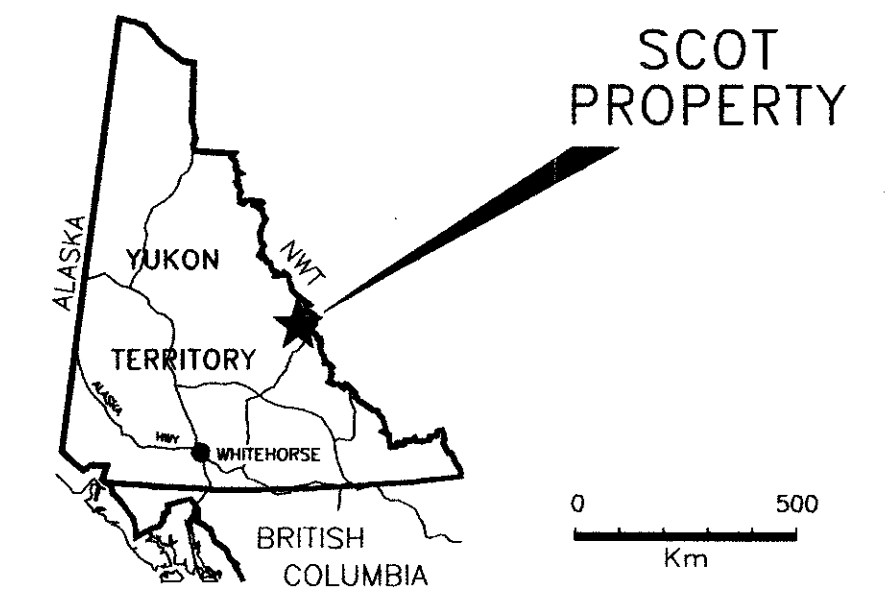 SCOT
PROPERTY
NWT
YUKON
ALASKA
TERRITORY
ALASKA
HWY
WHITEHORSE
0 500
Km
BRITISH
COLUMBIA